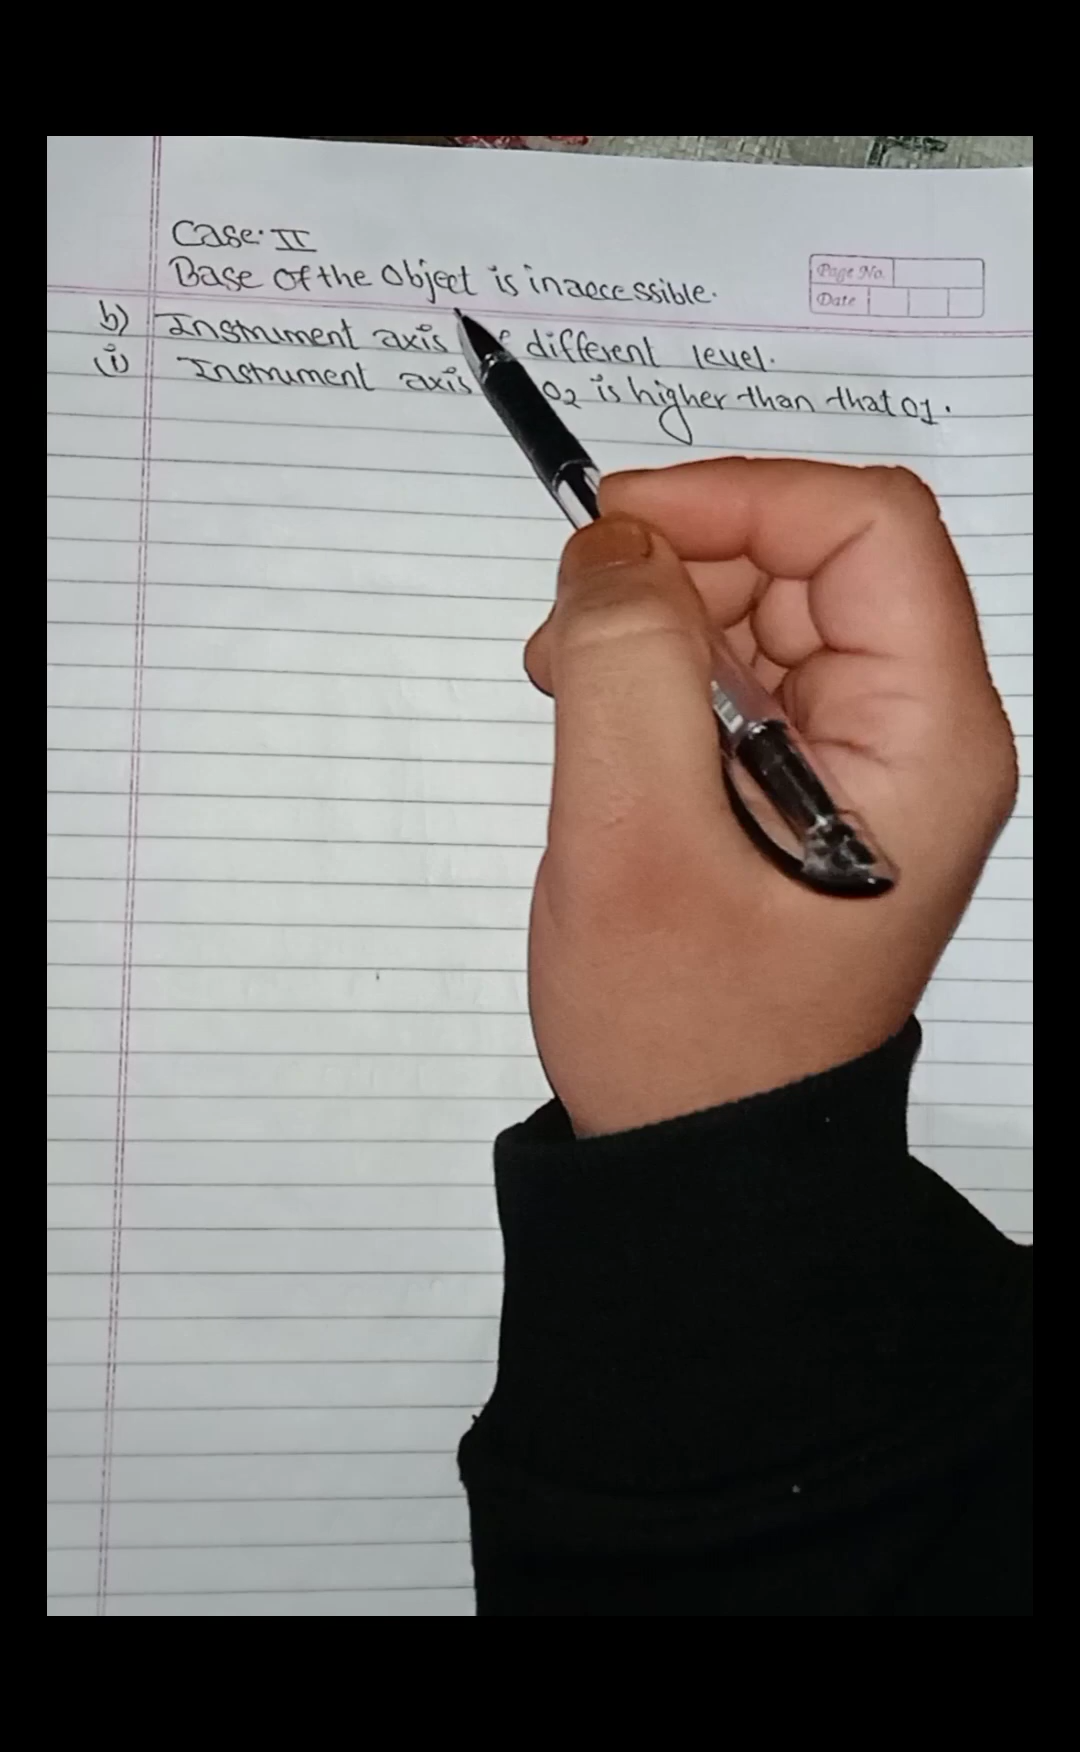 Case. II
Base of the Object is inaccessible.
Page No.
Date
b) Instrument axis different level.
(i) Instrument axis O2 is higher than that O1.